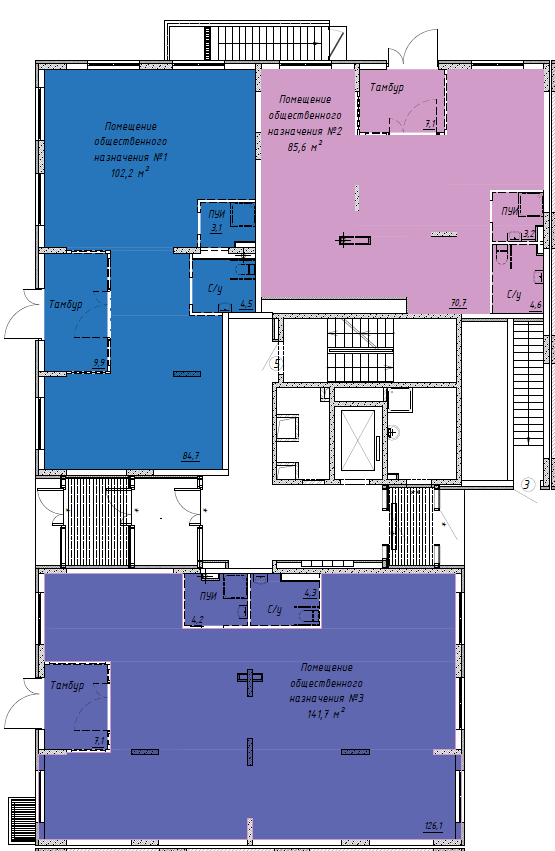 Тамбур
7,1
Помещение
общественного
назначения №2
85,6 м²
Помещение
общественного
назначения №1
102,2 м²
ПУИ
3,1
ПУИ
3,2
С/у
4,5
С/у
4,6
70,7
Тамбур
9,9
5
84,7
3
ПУИ
4,2
С/у
4,3
Помещение
общественного
назначения №3
141,7 м²
Тамбур
7,1
126,1